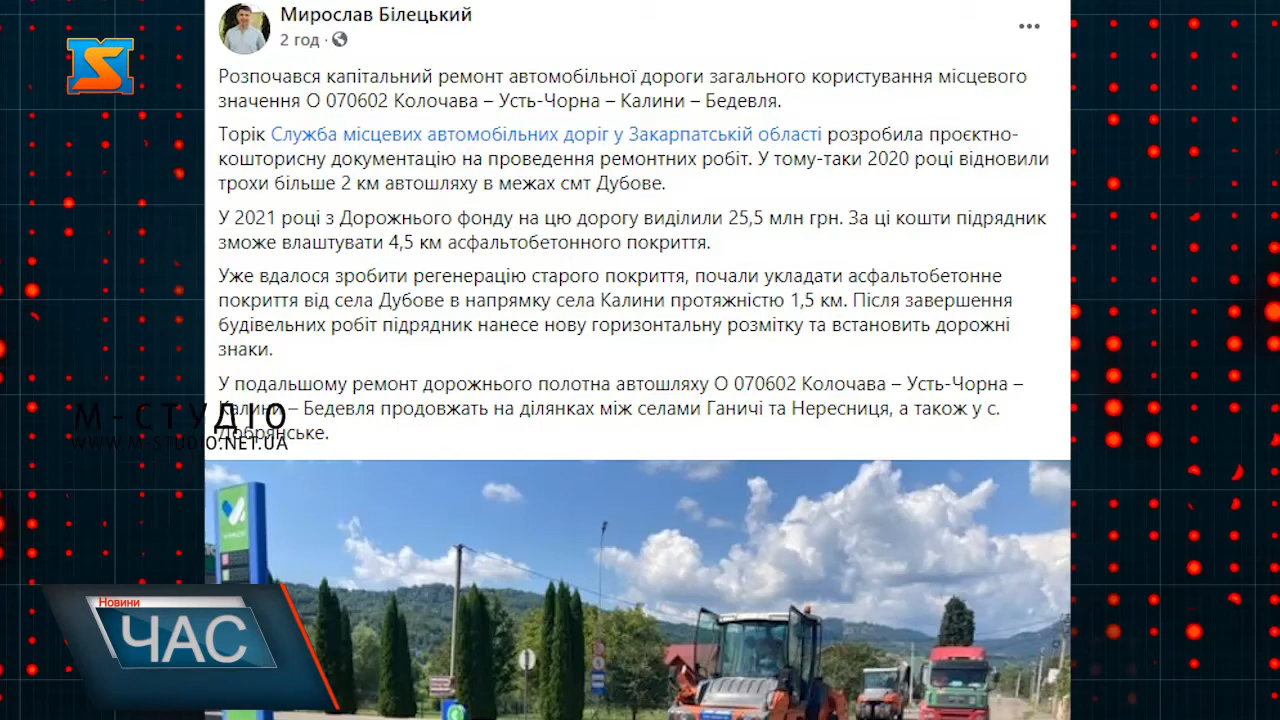 Мирослав Білецький
2 год ·
Розпочався капітальний ремонт автомобільної дороги загального користування місцевого
значення О 070602 Колочава – Усть-Чорна – Калини – Бедевля.
Торік Служба місцевих автомобільних доріг у Закарпатській області розробила проєктно-
кошторисну документацію на проведення ремонтних робіт. У тому-таки 2020 році відновили
трохи більше 2 км автошляху в межах смт Дубове.
У 2021 році з Дорожнього фонду на цю дорогу виділили 25,5 млн грн. За ці кошти підрядник
зможе влаштувати 4,5 км асфальтобетонного покриття.
Уже вдалося зробити регенерацію старого покриття, почали укладати асфальтобетонне
покриття від села Дубове в напрямку села Калини протяжністю 1,5 км. Після завершення
будівельних робіт підрядник нанесе нову горизонтальну розмітку та встановить дорожні
знаки.
У подальшому ремонт дорожнього полотна автошляху О 070602 Колочава – Усть-Чорна –
Калини – Бедевля продовжать на ділянках між селами Ганичі та Нересниця, а також у с.
Добрянське.
М-СТУДІО
WWW.M-STUDIO.NET.UA
Новини
ЧАС